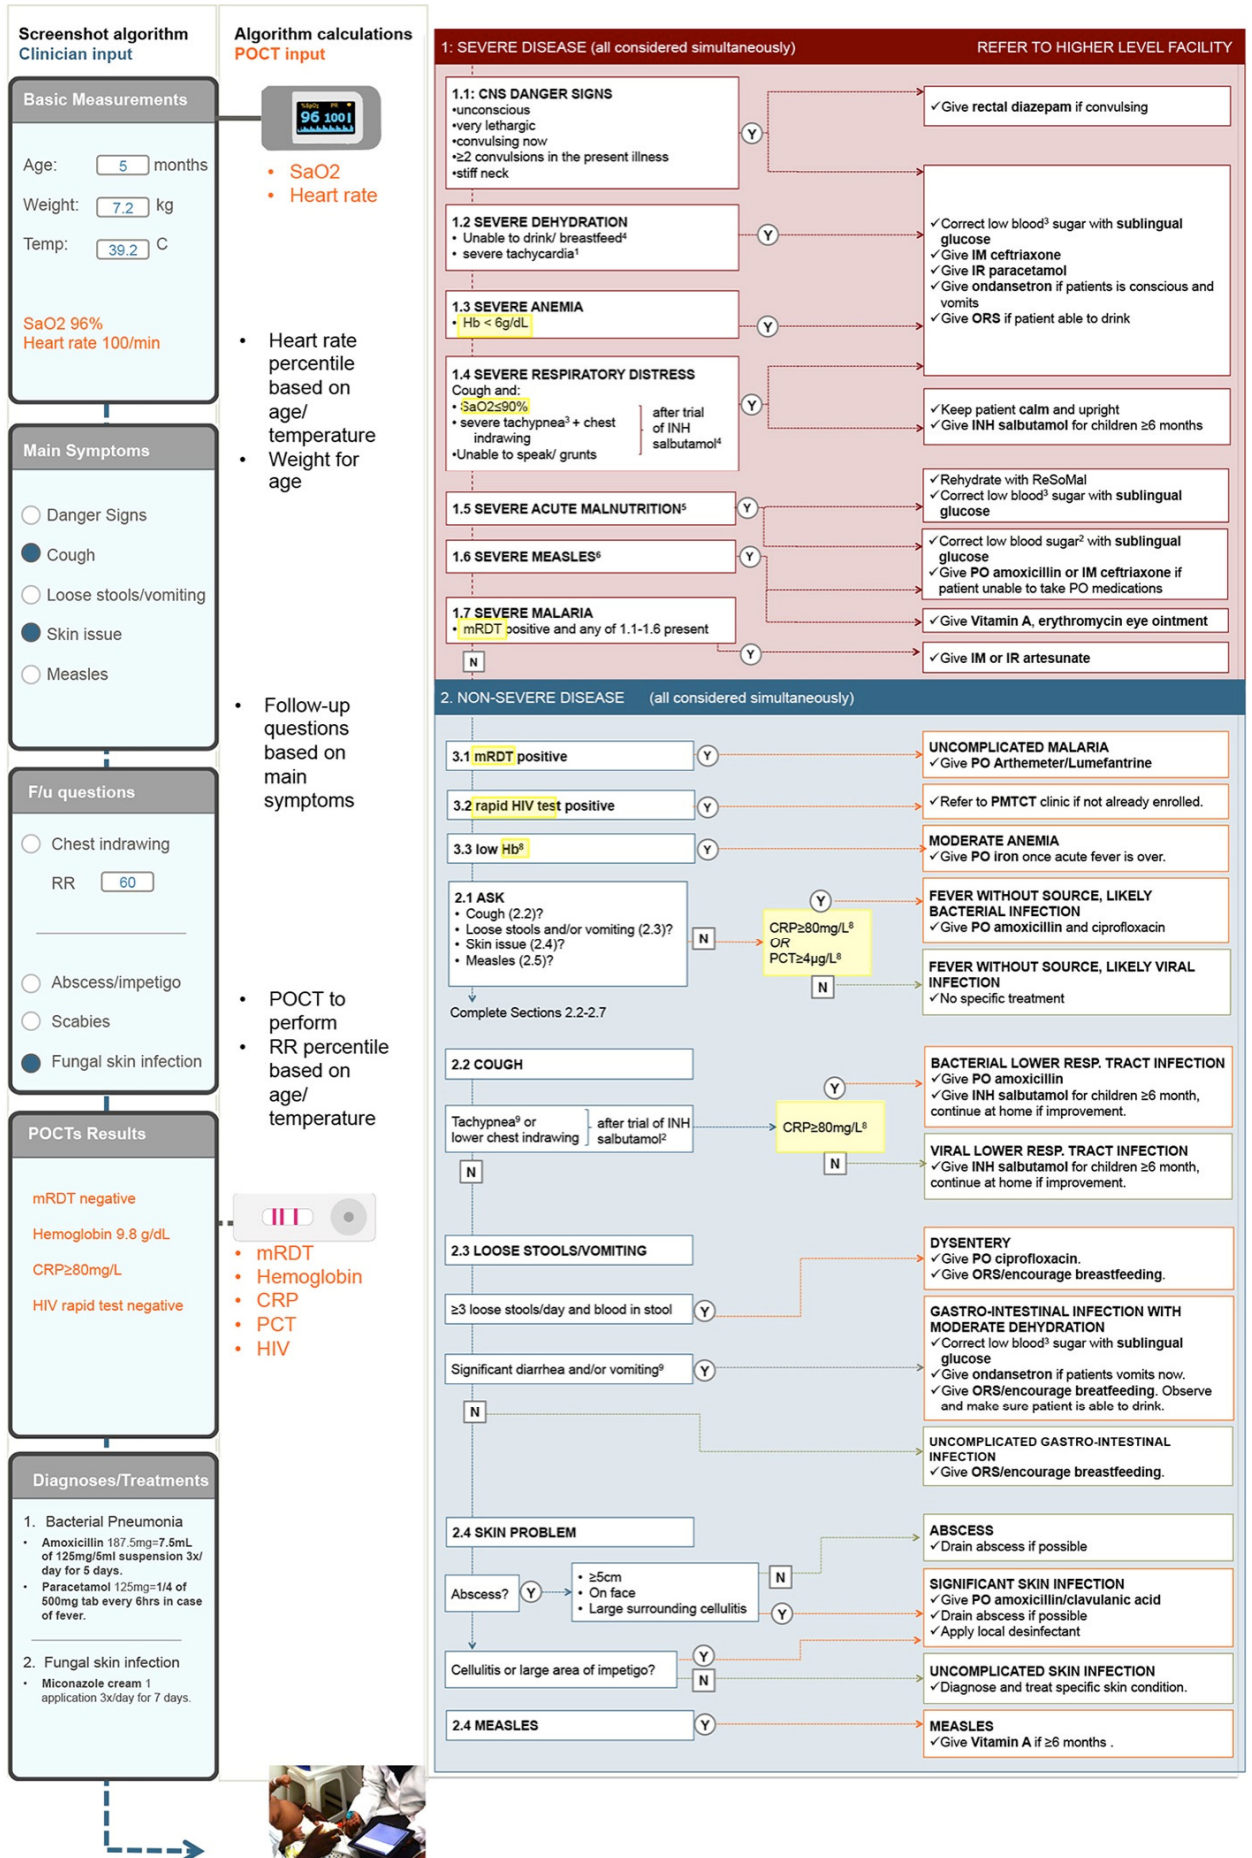 Screenshot algorithm
Clinician input
Basic Measurements
Age: 5 months
Weight: 7.2 kg
Temp: 39.2 C
SaO2 96%
Heart rate 100/min
Main Symptoms
Danger Signs
Cough
Loose stools/vomiting
Skin issue
Measles
F/u questions
Chest indrawing
RR 60
Abscess/impetigo
Scabies
Fungal skin infection
POCTs Results
mRDT negative
Hemoglobin 9.8 g/dL
CRP≥80mg/L
HIV rapid test negative
Diagnoses/Treatments
1. Bacterial Pneumonia
• Amoxicillin 187.5mg=7.5mL
of 125mg/5ml suspension 3x/
day for 5 days.
• Paracetamol 125mg=1/4 of
500mg tab every 6hrs in case
of fever.
2. Fungal skin infection
• Miconazole cream 1
application 3x/day for 7 days.
Algorithm calculations
POCT input
%SpO2 PR
96 100
• SaO2
• Heart rate
• Heart rate
percentile
based on
age/
temperature
• Weight for
age
• Follow-up
questions
based on
main
symptoms
• POCT to
perform
• RR percentile
based on
age/
temperature
• mRDT
• Hemoglobin
• CRP
• PCT
• HIV
1: SEVERE DISEASE (all considered simultaneously) REFER TO HIGHER LEVEL FACILITY
1.1: CNS DANGER SIGNS
•unconscious
•very lethargic
•convulsing now
•≥2 convulsions in the present illness
•stiff neck
Y
✓Give rectal diazepam if convulsing
1.2 SEVERE DEHYDRATION
• Unable to drink/ breastfeed⁴
• severe tachycardia¹
Y
✓Correct low blood³ sugar with sublingual
glucose
✓Give IM ceftriaxone
✓Give IR paracetamol
✓Give ondansetron if patients is conscious and
vomits
✓Give ORS if patient able to drink
1.3 SEVERE ANEMIA
• Hb < 6g/dL
Y
1.4 SEVERE RESPIRATORY DISTRESS
Cough and:
• SaO2≤90%
• severe tachypnea³ + chest
indrawing
•Unable to speak/ grunts
after trial
of INH
salbutamol⁴
Y
✓Keep patient calm and upright
✓Give INH salbutamol for children ≥6 months
1.5 SEVERE ACUTE MALNUTRITION⁵
Y
✓Rehydrate with ReSoMal
✓Correct low blood³ sugar with sublingual
glucose
1.6 SEVERE MEASLES⁶
Y
✓Correct low blood sugar² with sublingual
glucose
✓Give PO amoxicillin or IM ceftriaxone if
patient unable to take PO medications
✓Give Vitamin A, erythromycin eye ointment
1.7 SEVERE MALARIA
• mRDT positive and any of 1.1-1.6 present
Y
✓Give IM or IR artesunate
N
2. NON-SEVERE DISEASE (all considered simultaneously)
3.1 mRDT positive
Y
UNCOMPLICATED MALARIA
✓Give PO Arthemeter/Lumefantrine
3.2 rapid HIV test positive
Y
✓Refer to PMTCT clinic if not already enrolled.
3.3 low Hb⁸
Y
MODERATE ANEMIA
✓Give PO iron once acute fever is over.
2.1 ASK
• Cough (2.2)?
• Loose stools and/or vomiting (2.3)?
• Skin issue (2.4)?
• Measles (2.5)?
N
CRP≥80mg/L⁸
OR
PCT≥4µg/L⁸
Y
FEVER WITHOUT SOURCE, LIKELY
BACTERIAL INFECTION
✓Give PO amoxicillin and ciprofloxacin
N
FEVER WITHOUT SOURCE, LIKELY VIRAL
INFECTION
✓No specific treatment
Complete Sections 2.2-2.7
2.2 COUGH
Tachypnea⁹ or
lower chest indrawing
after trial of INH
salbutamol²
CRP≥80mg/L⁸
Y
BACTERIAL LOWER RESP. TRACT INFECTION
✓Give PO amoxicillin
✓Give INH salbutamol for children ≥6 month,
continue at home if improvement.
N
VIRAL LOWER RESP. TRACT INFECTION
✓Give INH salbutamol for children ≥6 month,
continue at home if improvement.
N
2.3 LOOSE STOOLS/VOMITING
≥3 loose stools/day and blood in stool
Y
DYSENTERY
✓Give PO ciprofloxacin.
✓Give ORS/encourage breastfeeding.
Significant diarrhea and/or vomiting⁹
Y
GASTRO-INTESTINAL INFECTION WITH
MODERATE DEHYDRATION
✓Correct low blood³ sugar with sublingual
glucose
✓Give ondansetron if patients vomits now.
✓Give ORS/encourage breatfeeding. Observe
and make sure patient is able to drink.
N
UNCOMPLICATED GASTRO-INTESTINAL
INFECTION
✓Give ORS/encourage breastfeeding.
2.4 SKIN PROBLEM
Abscess?
Y
• ≥5cm
• On face
• Large surrounding cellulitis
N
ABSCESS
✓Drain abscess if possible
Y
SIGNIFICANT SKIN INFECTION
✓Give PO amoxicillin/clavulanic acid
✓Drain abscess if possible
✓Apply local desinfectant
Cellulitis or large area of impetigo?
Y
N
UNCOMPLICATED SKIN INFECTION
✓Diagnose and treat specific skin condition.
2.4 MEASLES
Y
MEASLES
✓Give Vitamin A if ≥6 months .